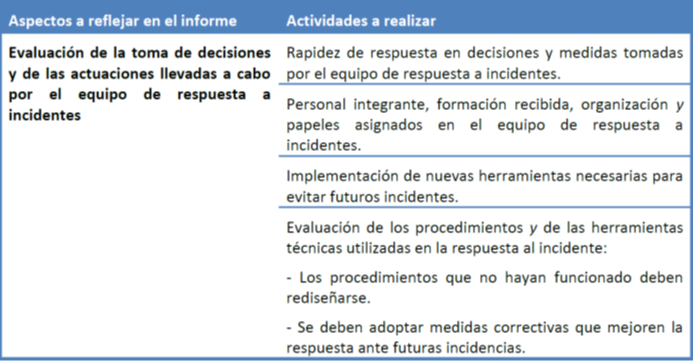 Aspectos a reflejar en el informe
Actividades a realizar
Evaluación de la toma de decisiones
y de las actuaciones llevadas a cabo
por el equipo de respuesta a
incidentes
Rapidez de respuesta en decisiones y medidas tomadas
por el equipo de respuesta a incidentes.
Personal integrante, formación recibida, organización y
papeles asignados en el equipo de respuesta a
incidentes.
Implementación de nuevas herramientas necesarias para
evitar futuros incidentes.
Evaluación de los procedimientos y de las herramientas
técnicas utilizadas en la respuesta al incidente:
- Los procedimientos que no hayan funcionado deben
rediseñarse.
- Se deben adoptar medidas correctivas que mejoren la
respuesta ante futuras incidencias.